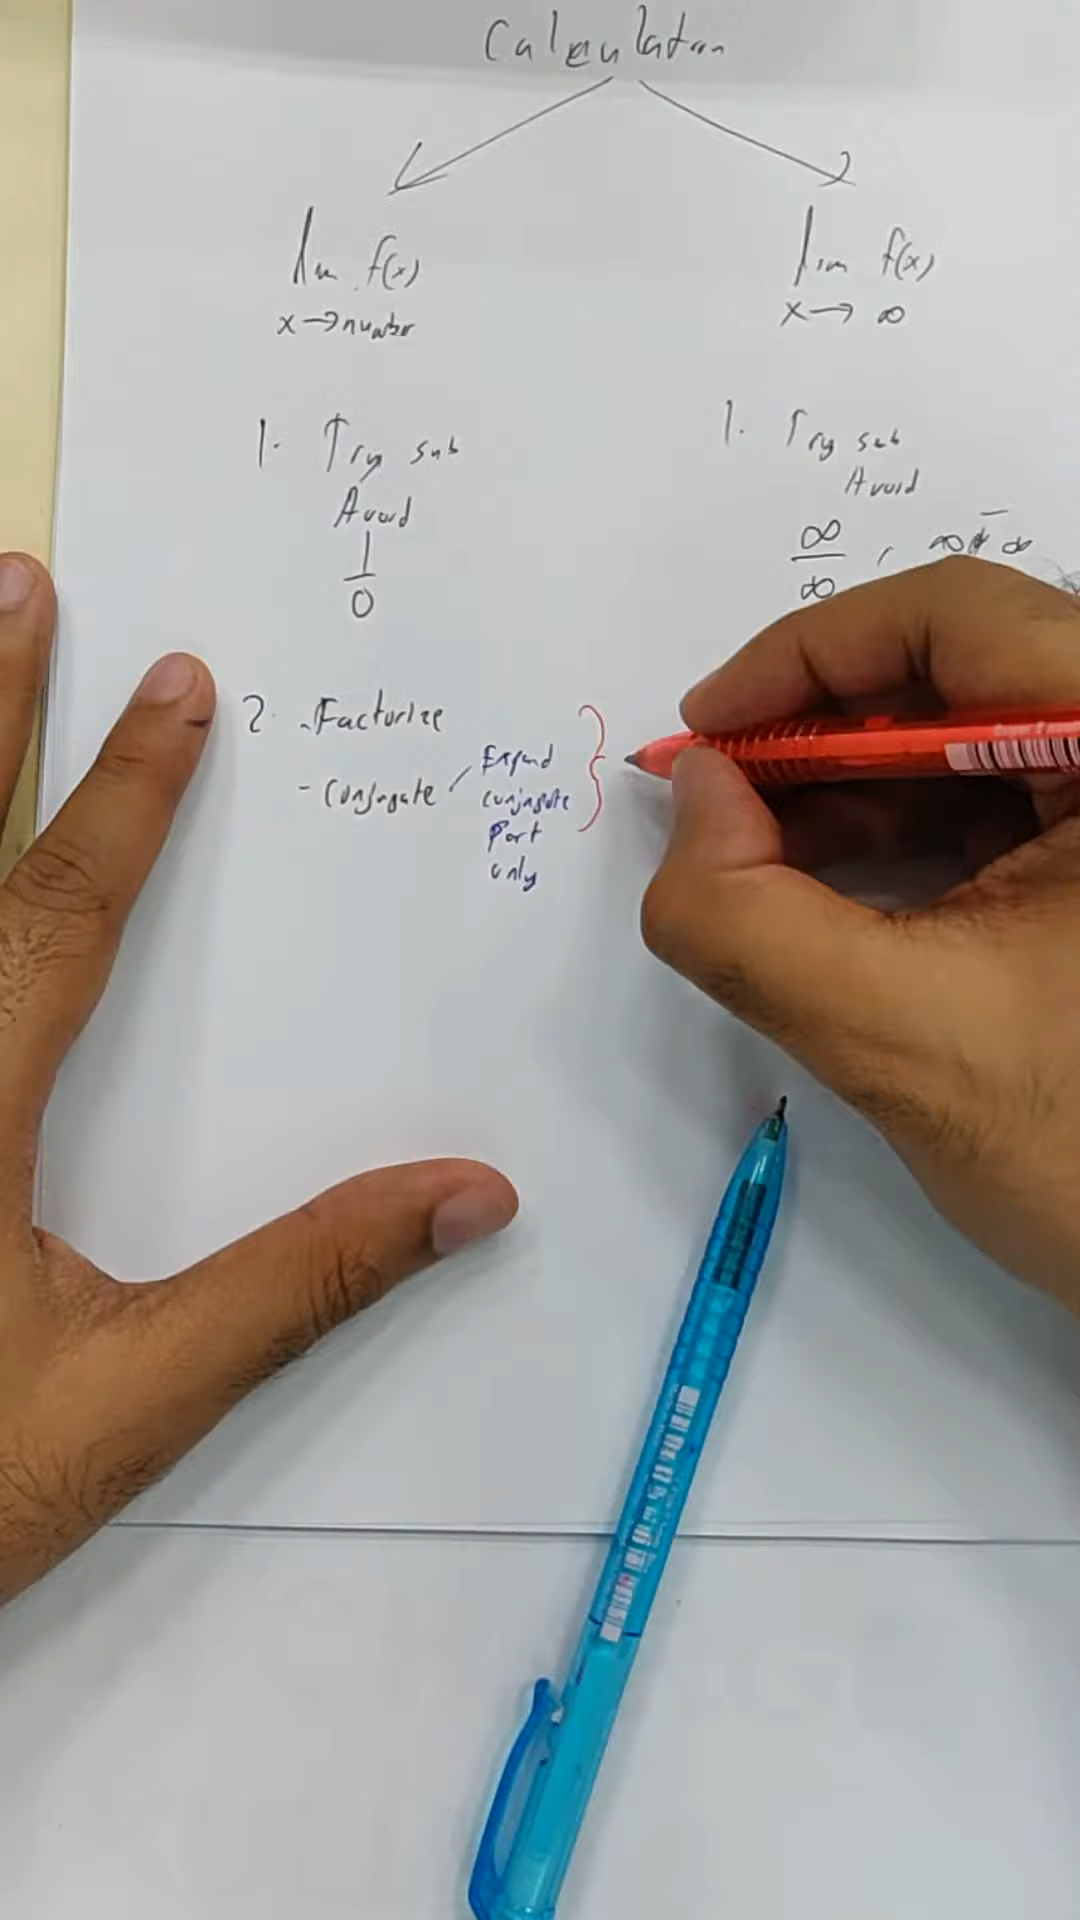 Calculation
lim f(x)
x → number
lim f(x)
x → ∞
1. Try sub
Avoid
1
0
1. Try sub
Avoid
∞
∞ , ∞ - ∞
2. - Factorize
- Conjugate
Expand
conjugate
Part
only